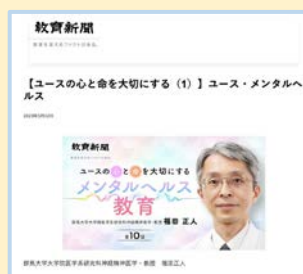 教育新聞
【ユースの心と命を大切にする（1）】ユース・メンタルヘ
ルス
教育新聞
ユースの心と命を大切にする
メンタルヘルス
教育
福田 正人
全10回
群馬大学大学院医学系研究科神経精神医学・教授 福田正人